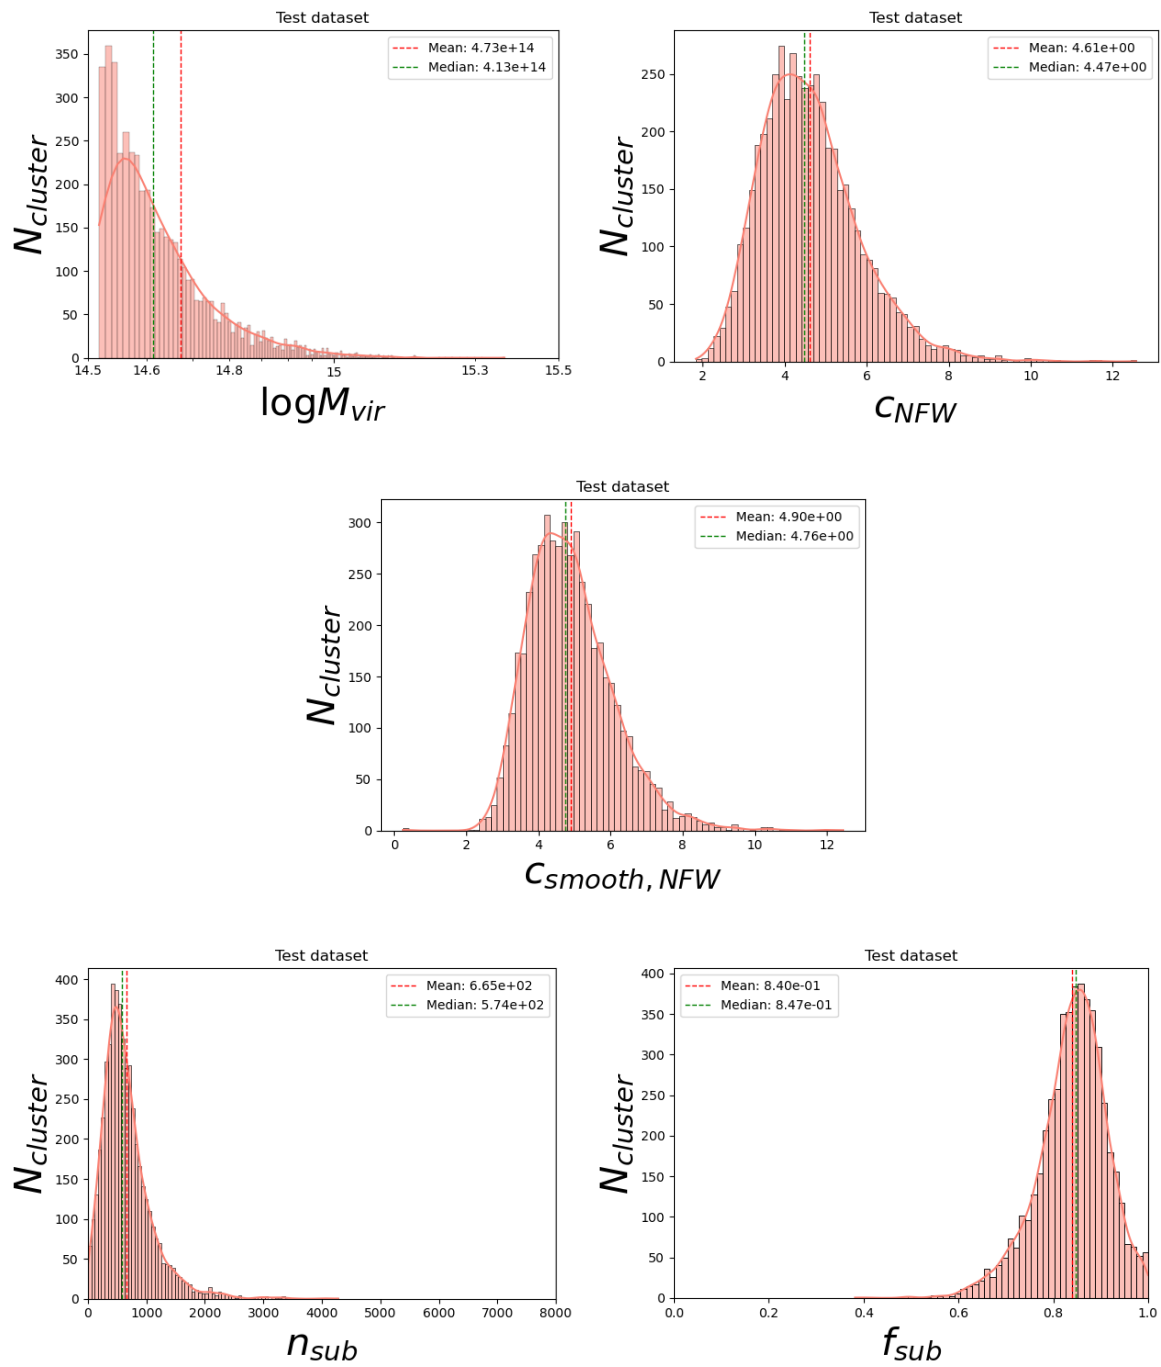 Test dataset
Mean: 4.73e+14
Median: 4.13e+14
350
300
250
200
150
100
50
0
N_cluster
14.5 14.6 14.8 15 15.3 15.5
logM_vir
Test dataset
Mean: 4.61e+00
Median: 4.47e+00
250
200
150
100
50
0
N_cluster
2 4 6 8 10 12
c_NFW
Test dataset
Mean: 4.90e+00
Median: 4.76e+00
300
250
200
150
100
50
0
N_cluster
0 2 4 6 8 10 12
c_smooth, NFW
Test dataset
Mean: 6.65e+02
Median: 5.74e+02
400
350
300
250
200
150
100
50
0
N_cluster
0 1000 2000 3000 4000 5000 6000 7000 8000
n_sub
Test dataset
Mean: 8.40e-01
Median: 8.47e-01
400
350
300
250
200
150
100
50
0
N_cluster
0.0 0.2 0.4 0.6 0.8 1.0
f_sub